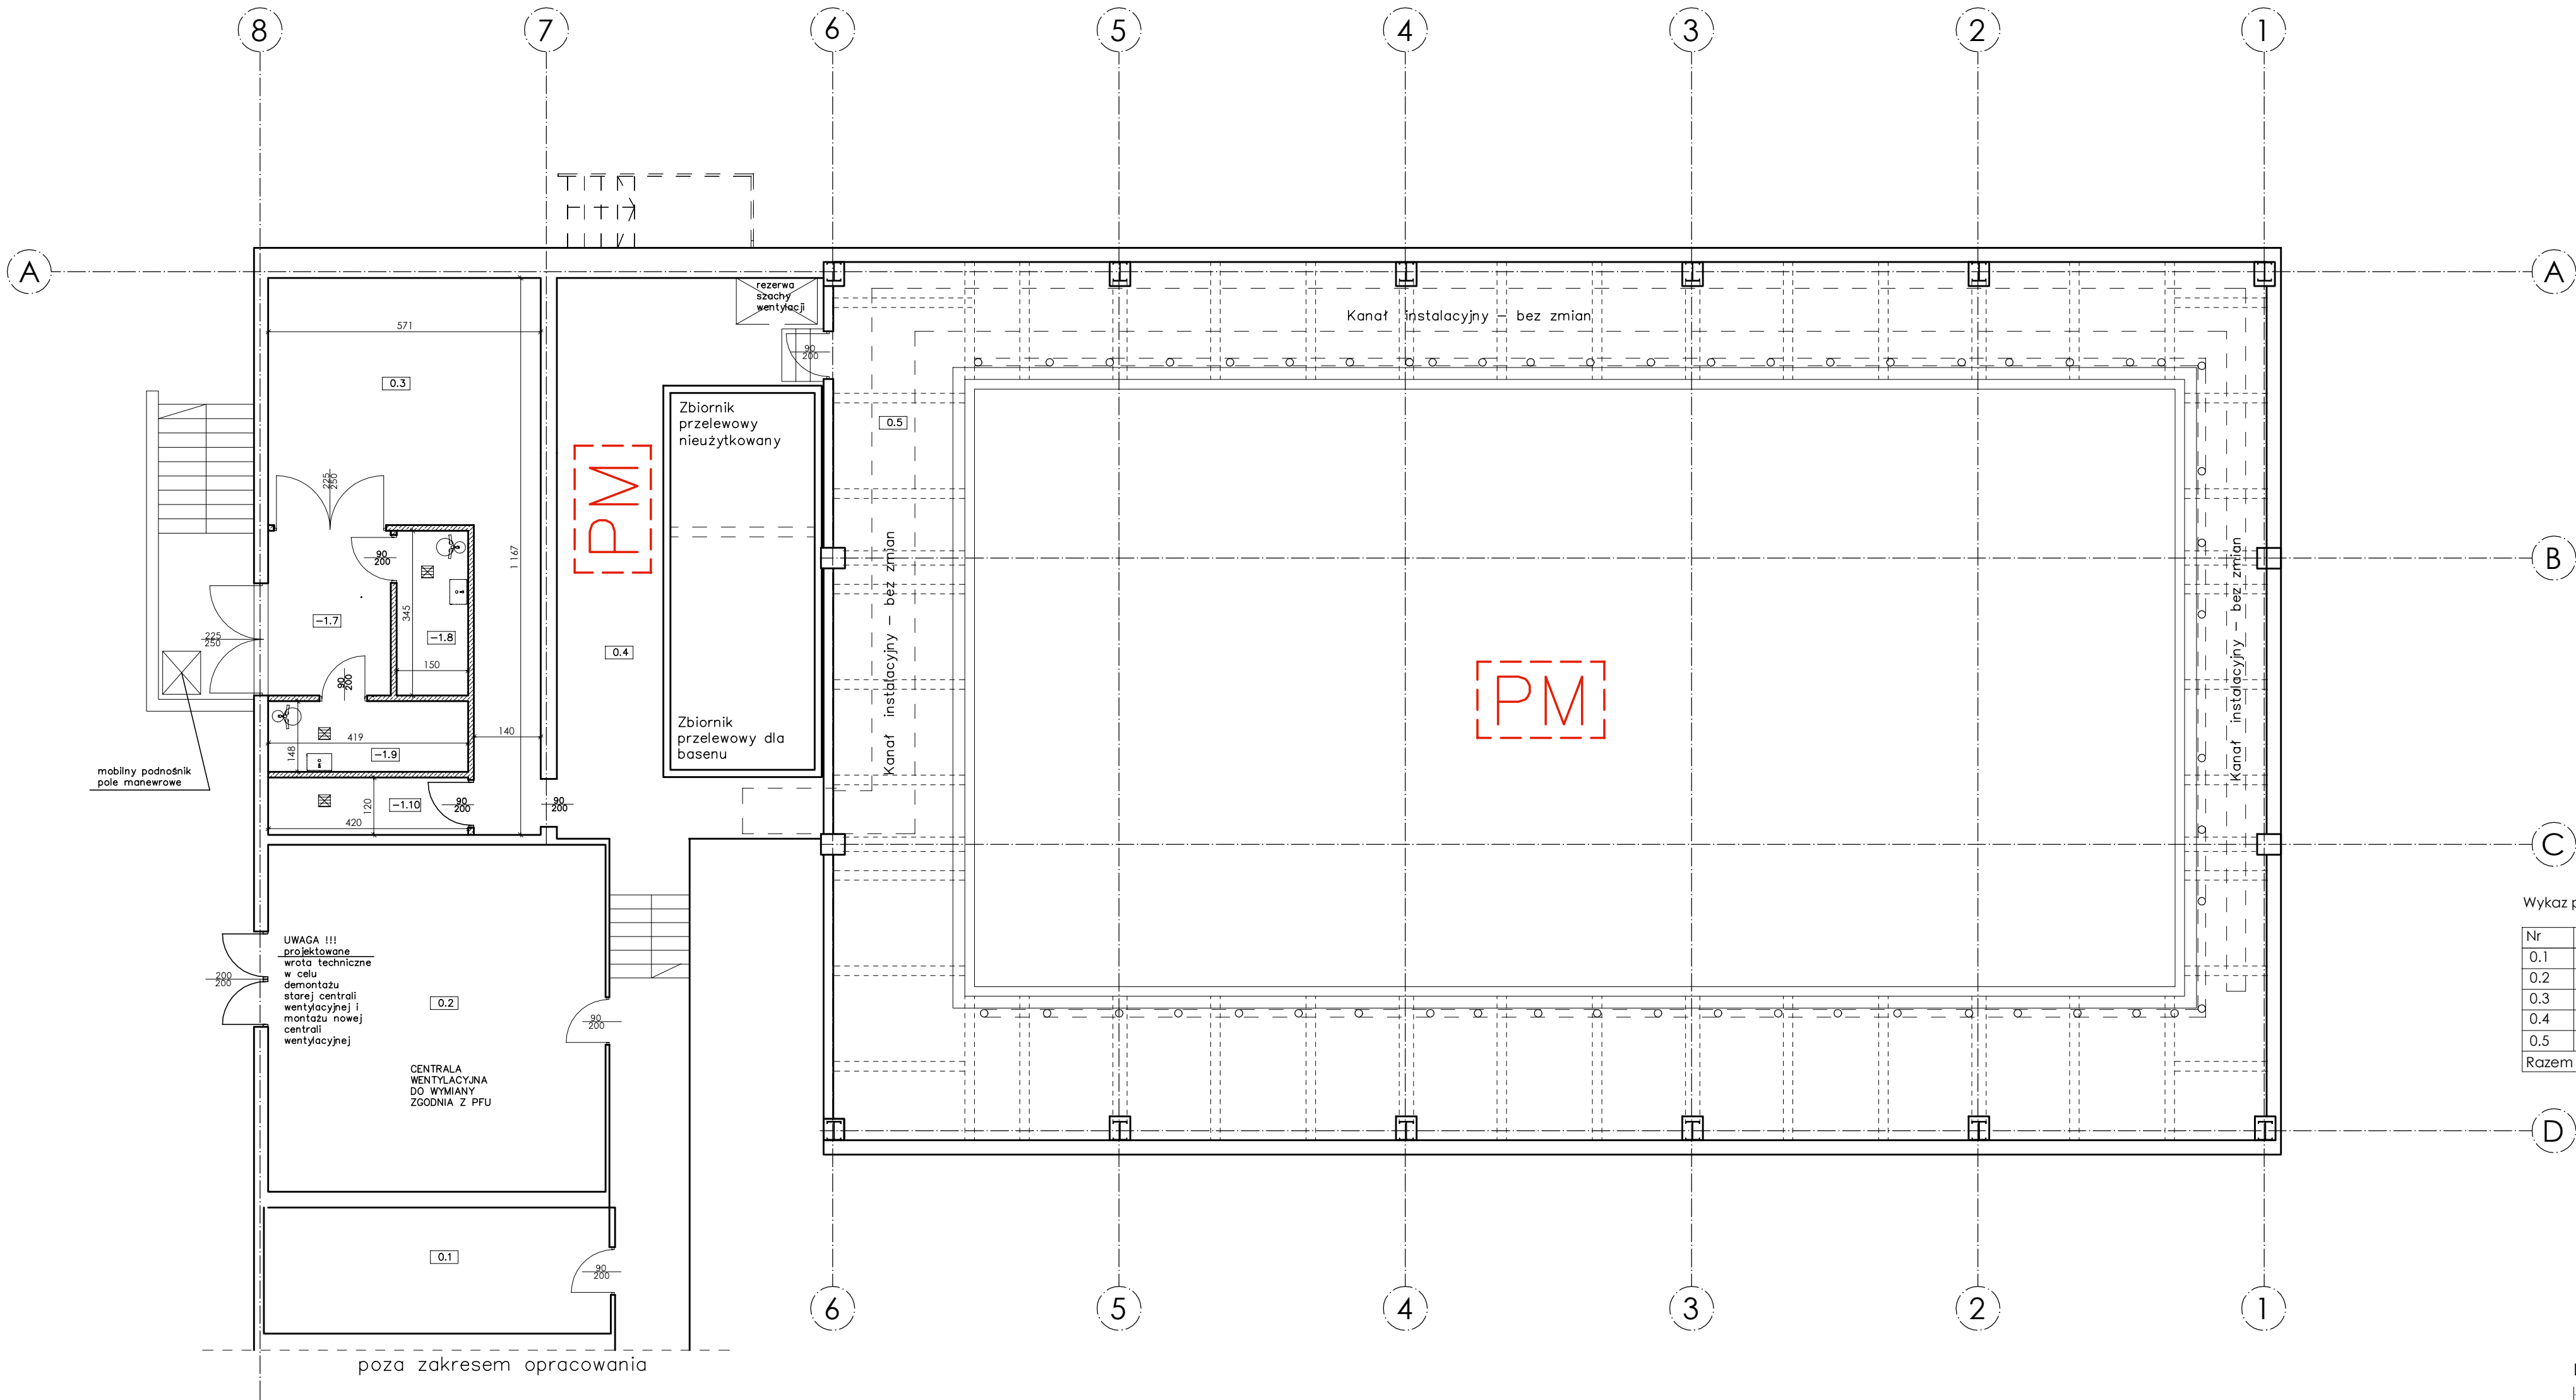 8
7
6
5
4
3
2
1
A
A
rezerwa
szachy
wentylacji
Kanał instalacyjny – bez zmian
571
90
200
0.3
Zbiornik
przelewowy
nieużytkowany
0.5
PM
225
250
1 167
90
200
345
-1.7
-1.8
225
250
150
0.4
90
200
Kanał instalacyjny – bez zmian
Kanał instalacyjny – bez zmian
B
PM
Zbiornik
przelewowy dla
basenu
140
419
148
-1.9
mobilny podnośnik
pole manewrowe
120
-1.10
90
200
90
200
420
C
Wykaz p
Nr
0.1
0.2
0.3
0.4
0.5
Razem
UWAGA !!!
projektowane
wrota techniczne
w celu
demontażu
starej centrali
wentylacyjnej i
montażu nowej
centrali
wentylacyjnej
200
200
0.2
90
200
CENTRALA
WENTYLACYJNA
DO WYMIANY
ZGODNIA Z PFU
D
0.1
90
200
6
5
4
3
2
1
poza zakresem opracowania